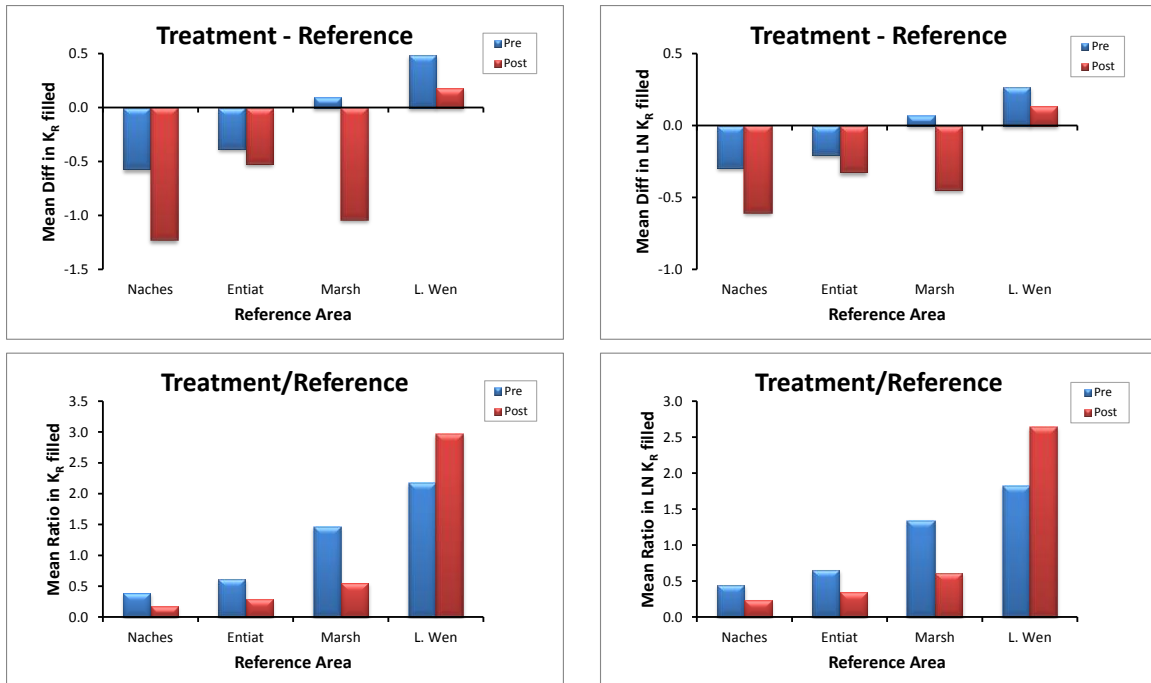 Treatment - Reference
Pre
Post
Mean Diff in KR filled
0.5
0.0
-0.5
-1.0
-1.5
Naches Entiat Marsh L. Wen
Reference Area
Treatment - Reference
Pre
Post
Mean Diff in LN KR filled
0.5
0.0
-0.5
-1.0
Naches Entiat Marsh L. Wen
Reference Area
Treatment/Reference
Pre
Post
Mean Ratio in KR filled
3.5
3.0
2.5
2.0
1.5
1.0
0.5
0.0
Naches Entiat Marsh L. Wen
Reference Area
Treatment/Reference
Pre
Post
Mean Ratio in LN KR filled
3.0
2.5
2.0
1.5
1.0
0.5
0.0
Naches Entiat Marsh L. Wen
Reference Area